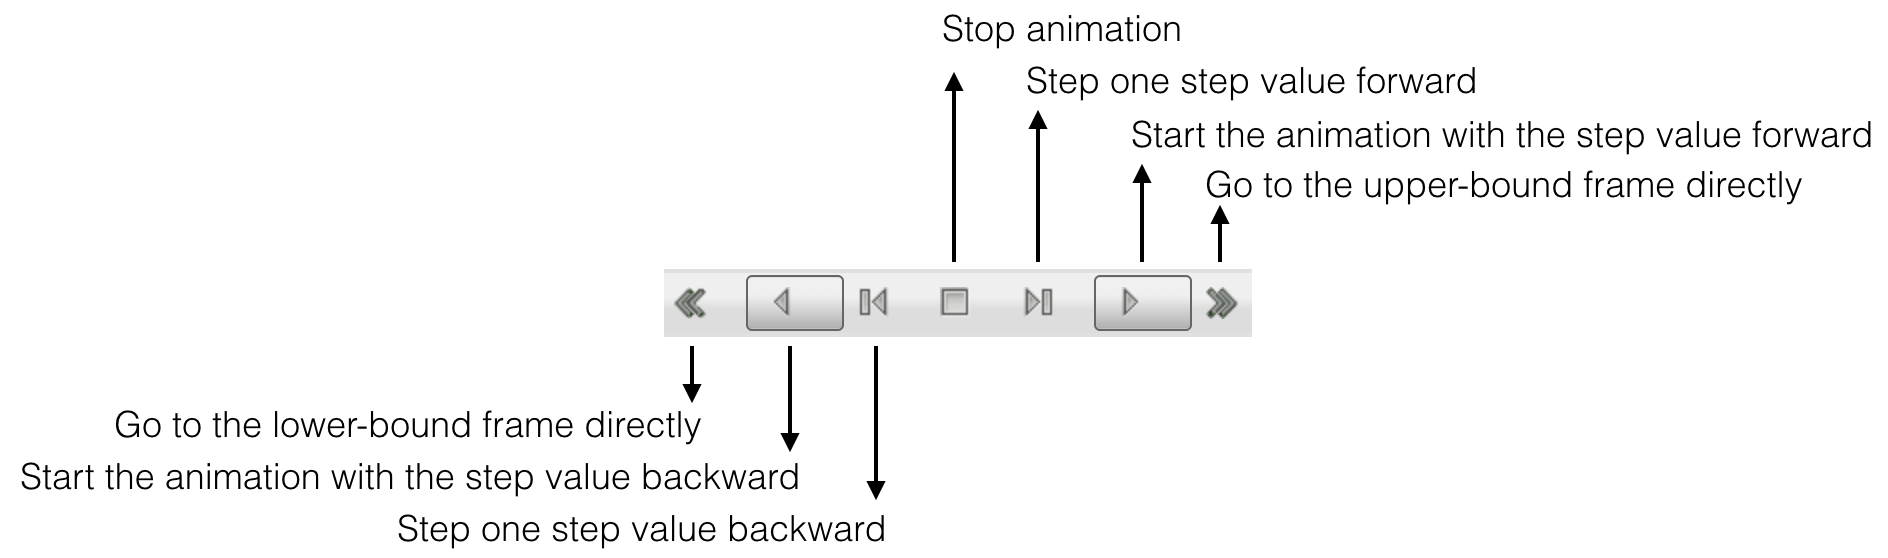 Stop animation
Step one step value forward
Start the animation with the step value forward
Go to the upper-bound frame directly
Go to the lower-bound frame directly
Start the animation with the step value backward
Step one step value backward